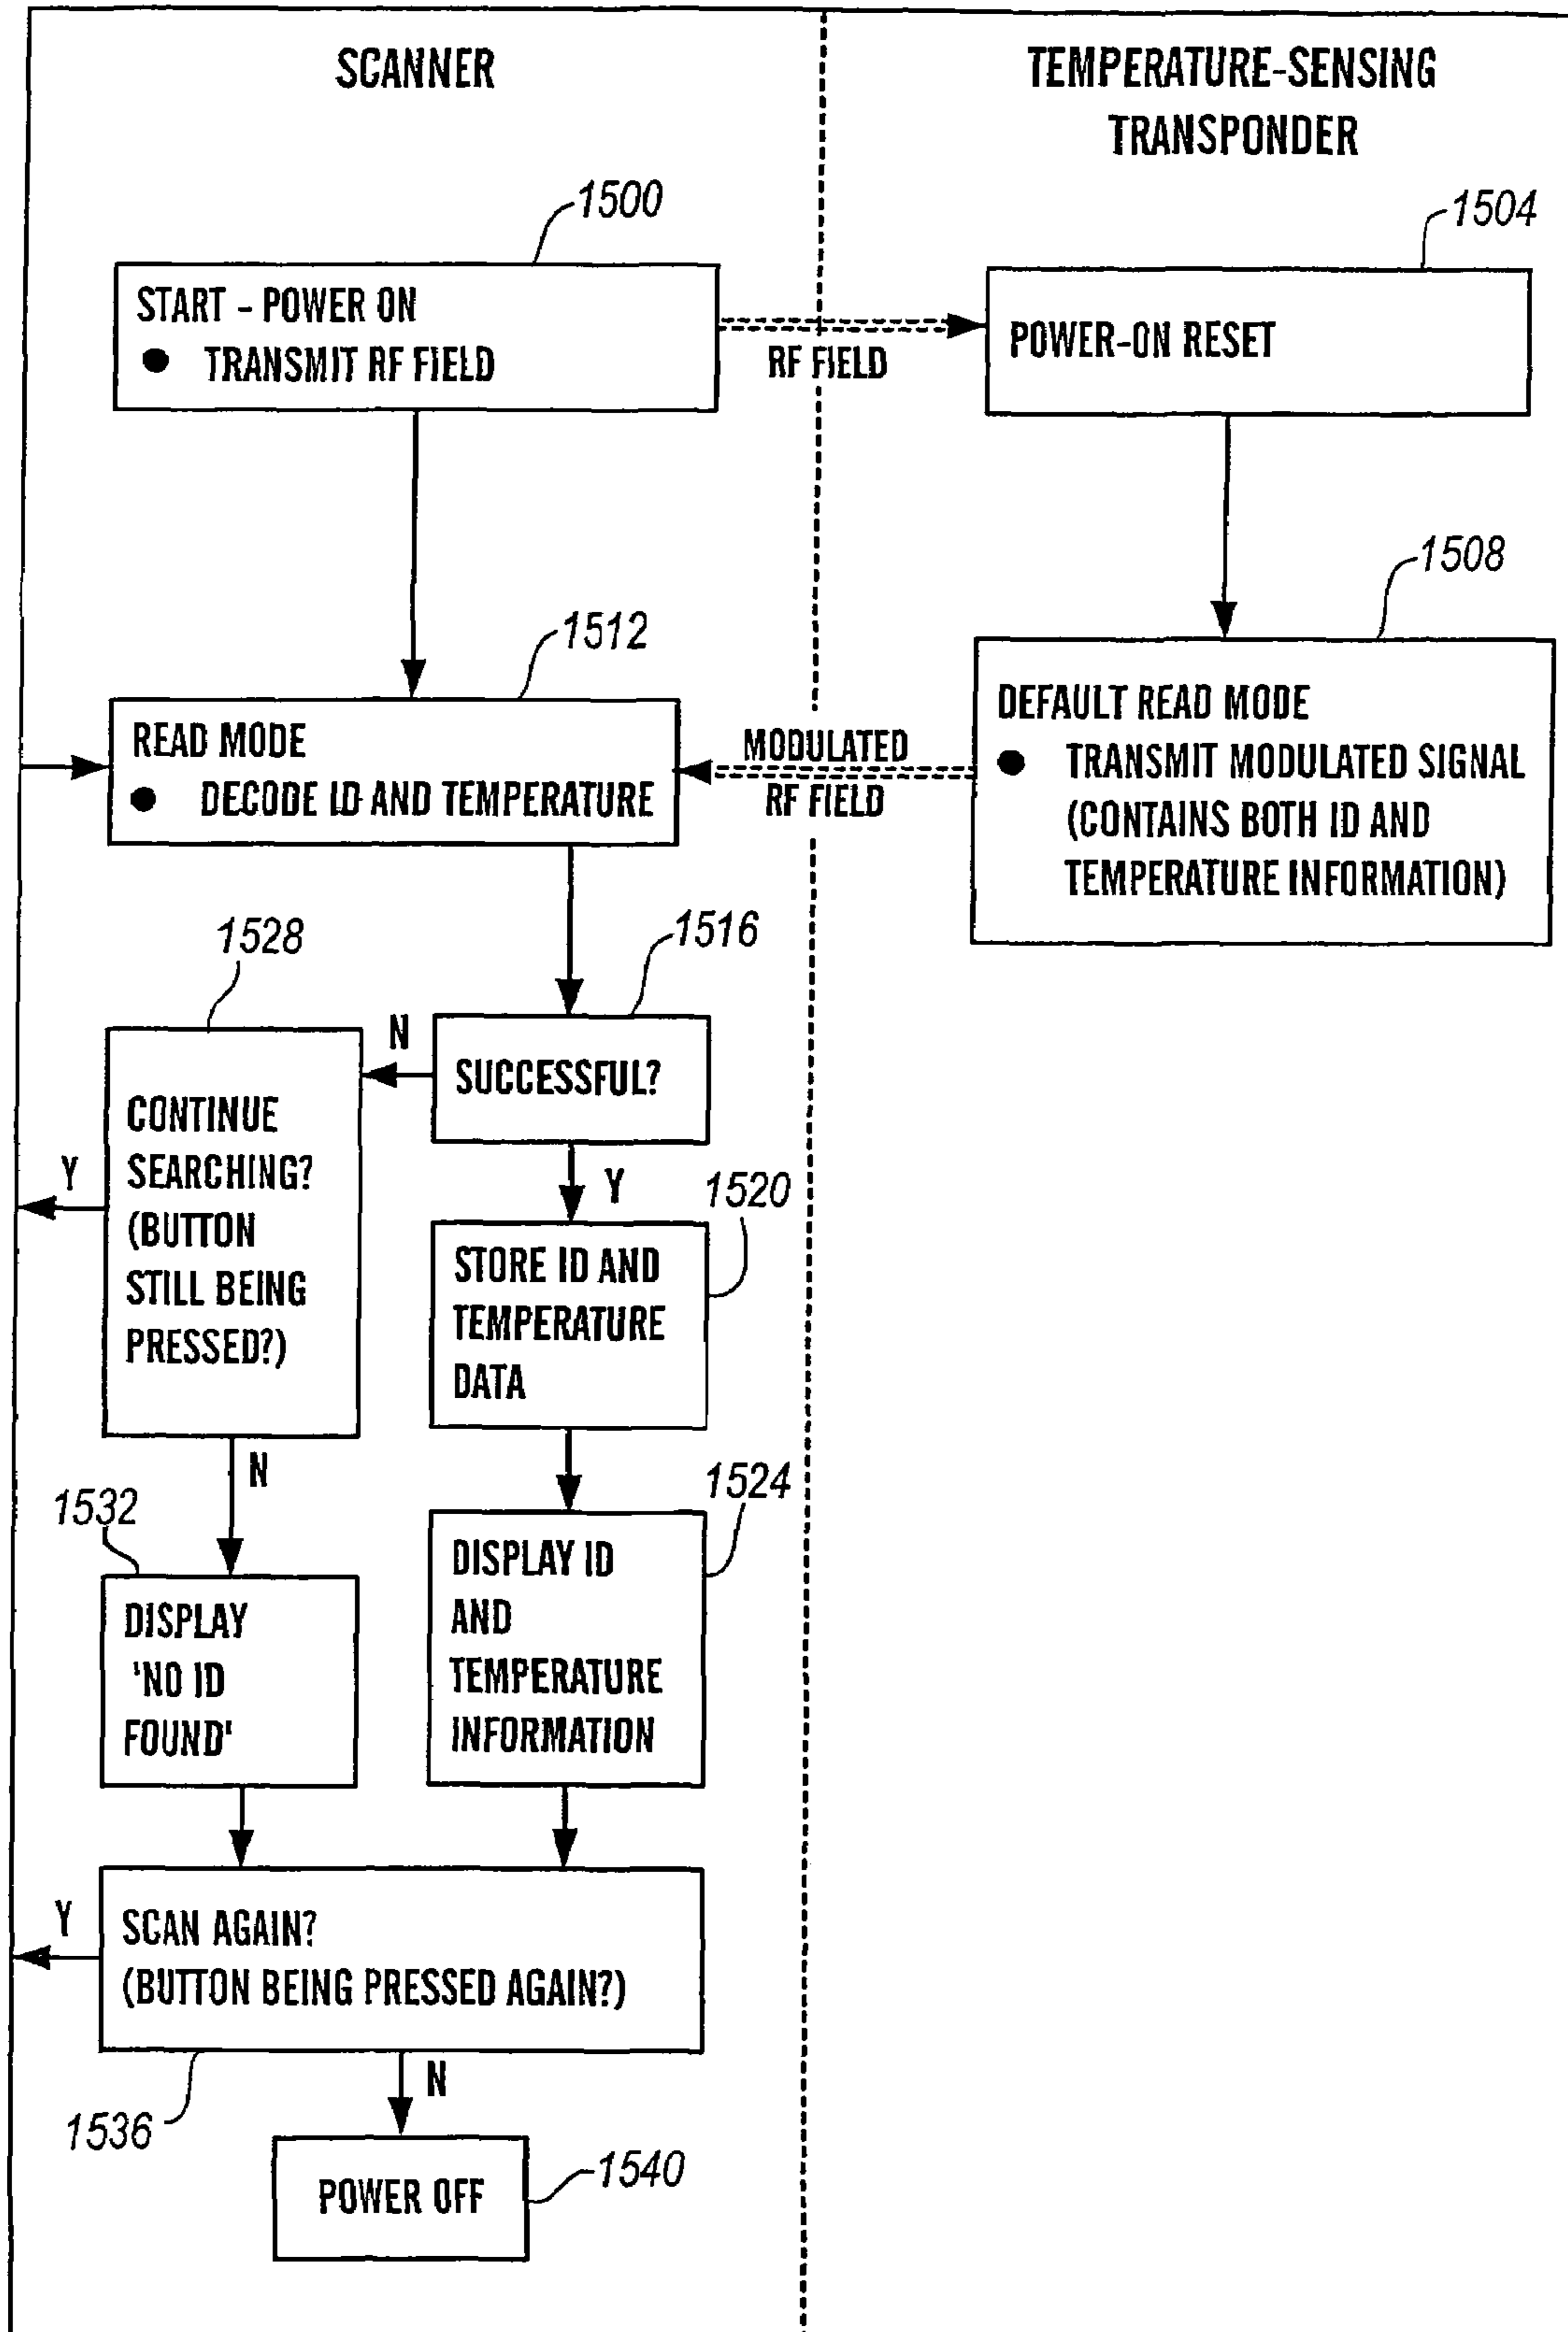 SCANNER
TEMPERATURE-SENSING
TRANSPONDER
1500
1504
START - POWER ON
● TRANSMIT RF FIELD
RF FIELD
POWER-ON RESET
1508
1512
READ MODE
● DECODE ID AND TEMPERATURE
MODULATED
RF FIELD
DEFAULT READ MODE
● TRANSMIT MODULATED SIGNAL
(CONTAINS BOTH ID AND
TEMPERATURE INFORMATION)
1528
1516
N
SUCCESSFUL?
CONTINUE
SEARCHING?
(BUTTON
STILL BEING
PRESSED?)
Y
Y
1520
STORE ID AND
TEMPERATURE
DATA
N
1532
1524
DISPLAY
'NO ID
FOUND'
DISPLAY ID
AND
TEMPERATURE
INFORMATION
Y
SCAN AGAIN?
(BUTTON BEING PRESSED AGAIN?)
N
1536
POWER OFF
1540